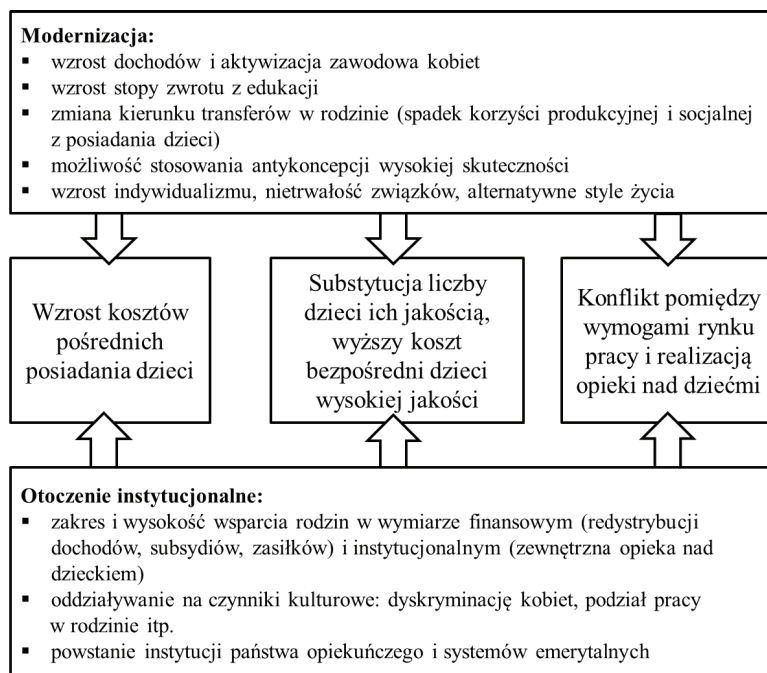 Modernizacja:
▪ wzrost dochodów i aktywizacja zawodowa kobiet
▪ wzrost stopy zwrotu z edukacji
▪ zmiana kierunku transferów w rodzinie (spadek korzyści produkcyjnej i socjalnej
z posiadania dzieci)
▪ możliwość stosowania antykoncepcji wysokiej skuteczności
▪ wzrost indywidualizmu, nietrwałość związków, alternatywne style życia
Wzrost kosztów
pośrednich
posiadania dzieci
Substytucja liczby
dzieci ich jakością,
wyższy koszt
bezpośredni dzieci
wysokiej jakości
Konflikt pomiędzy
wymogami rynku
pracy i realizacją
opieki nad dziećmi
Otoczenie instytucjonalne:
▪ zakres i wysokość wsparcia rodzin w wymiarze finansowym (redystrybucji
dochodów, subsydiów, zasiłków) i instytucjonalnym (zewnętrzna opieka nad
dzieckiem)
▪ oddziaływanie na czynniki kulturowe: dyskryminację kobiet, podział pracy
w rodzinie itp.
▪ powstanie instytucji państwa opiekuńczego i systemów emerytalnych